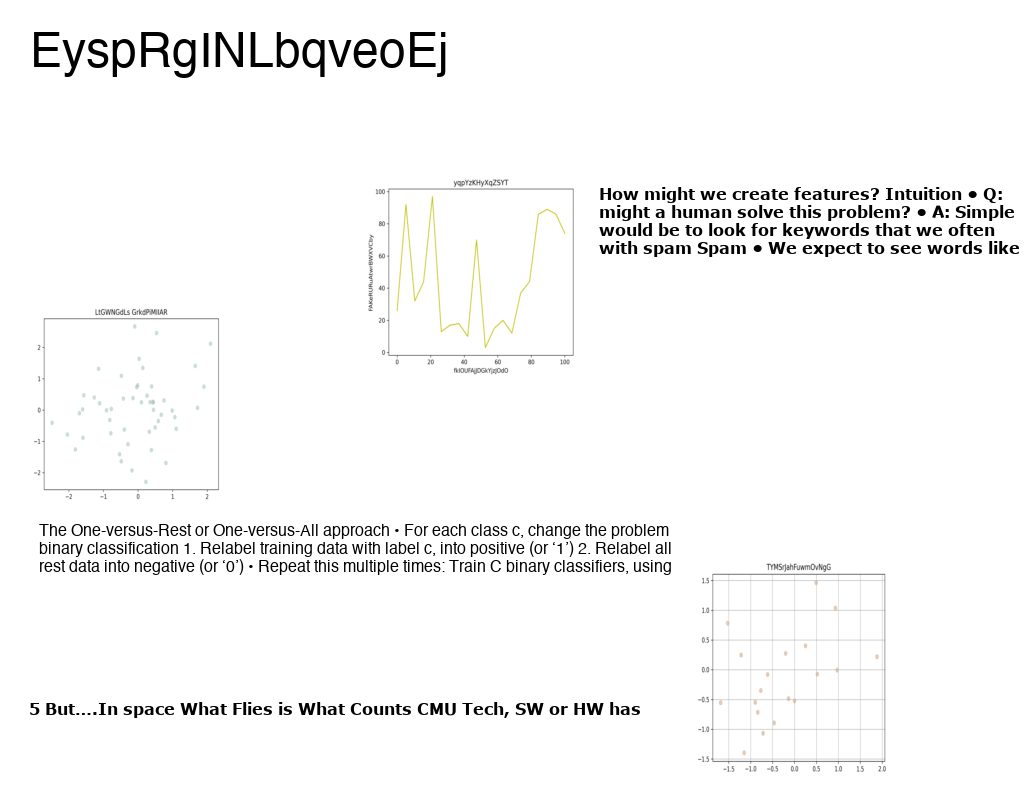 EyspRgINLbqveoEj
yqpYzKHyXqZSYT
100
80
60
40
20
0
0 20 40 60 80 100
How might we create features? Intuition • Q:
might a human solve this problem? • A: Simple
would be to look for keywords that we often
with spam Spam • We expect to see words like
2
1
0
−1
−2
−2 −1 0 1 2
The One-versus-Rest or One-versus-All approach • For each class c, change the problem
binary classification 1. Relabel training data with label c, into positive (or ‘1’) 2. Relabel all
rest data into negative (or ‘0’) • Repeat this multiple times: Train C binary classifiers, using
TYMSrJahFuwmOvNgG
1.5
1.0
0.5
0.0
−0.5
−1.0
−1.5
−1.5 −1.0 −0.5 0.0 0.5 1.0 1.5 2.0
5 But….In space What Flies is What Counts CMU Tech, SW or HW has